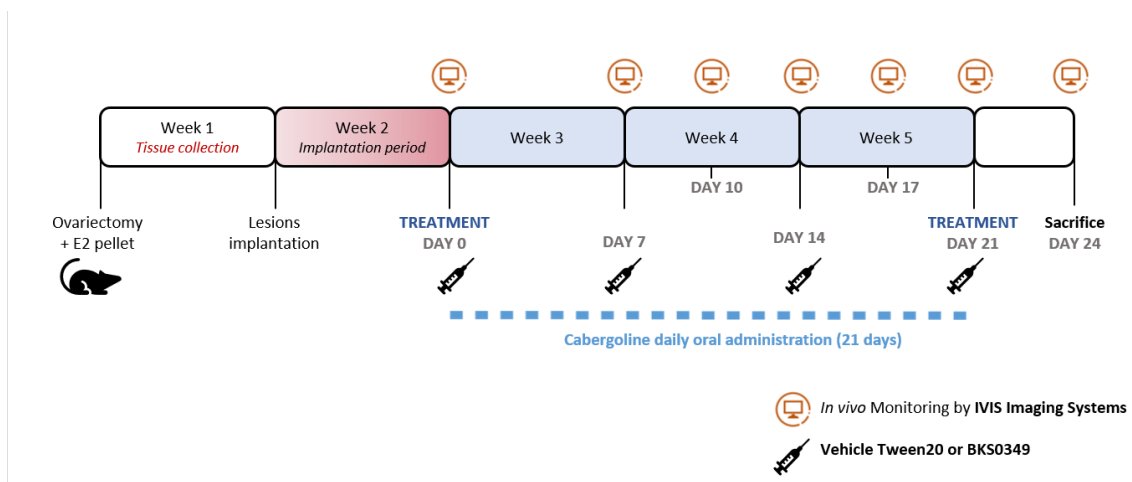 Week 1
Tissue collection
Week 2
Implantation period
Week 3
Week 4
Week 5
DAY 10
DAY 17
Ovariectomy
+ E2 pellet
Lesions
implantation
TREATMENT
DAY 0
DAY 7
DAY 14
TREATMENT
DAY 21
Sacrifice
DAY 24
Cabergoline daily oral administration (21 days)
In vivo Monitoring by IVIS Imaging Systems
Vehicle Tween20 or BKS0349